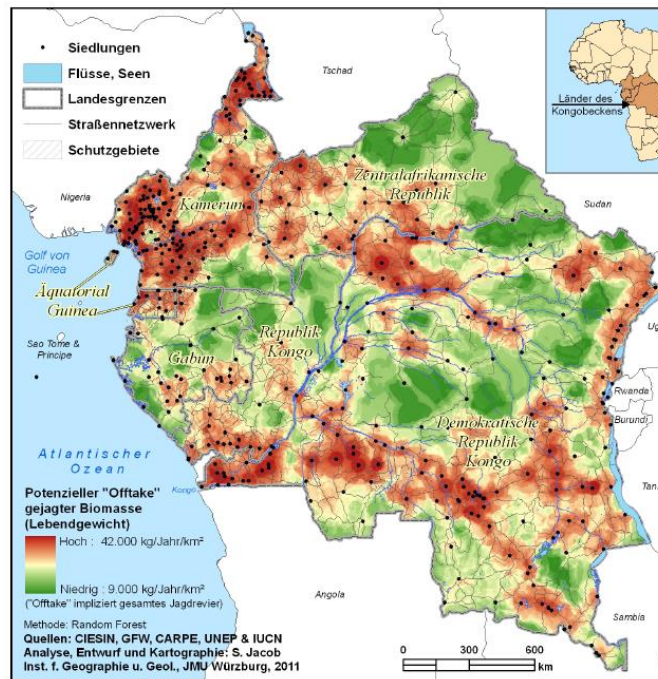 Siedlungen
Flüsse, Seen
Landesgrenzen
Straßennetzwerk
Schutzgebiete
Tschad
Länder des
Kongobeckens
Nigeria
Kamerun
Zentralafrikanische
Republik
Sudan
Golf von
Guinea
Äquatorial
Guinea
Sao Tome &
Principe
Gabun
Republik
Kongo
Rwanda
Burundi
Demokratische
Republik
Kongo
Atlantischer
Ozean
Kongo
Angola
Sambia
Potenzieller "Offtake"
gejagter Biomasse
(Lebendgewicht)
Hoch : 42.000 kg/Jahr/km²
Niedrig : 9.000 kg/Jahr/km²
("Offtake" impliziert gesamtes Jagdrevier)
Methode: Random Forest
Quellen: CIESIN, GFW, CARPE, UNEP & IUCN
Analyse, Entwurf und Kartographie: S. Jacob
Inst. f. Geographie u. Geol., JMU Würzburg, 2011
0 300 600
km